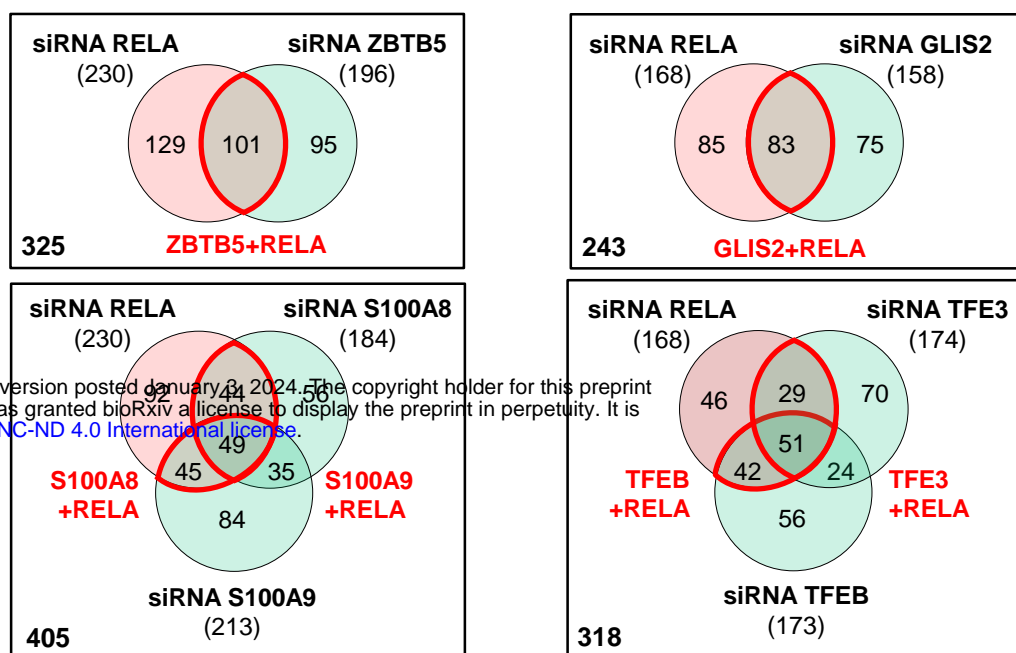 siRNA RELA
(230)
siRNA ZBTB5
(196)
129
101
95
325
ZBTB5+RELA
siRNA RELA
(168)
siRNA GLIS2
(158)
85
83
75
243
GLIS2+RELA
siRNA RELA
(230)
siRNA S100A8
(184)
92
44
56
version posted January 3, 2024. The copyright holder for this preprint
as granted bioRxiv a license to display the preprint in perpetuity. It is
NC-ND 4.0 International license.
49
45
35
S100A8
+RELA
S100A9
+RELA
84
siRNA S100A9
(213)
405
siRNA RELA
(168)
siRNA TFE3
(174)
46
29
70
51
42
24
TFEB
+RELA
TFE3
+RELA
56
siRNA TFEB
(173)
318